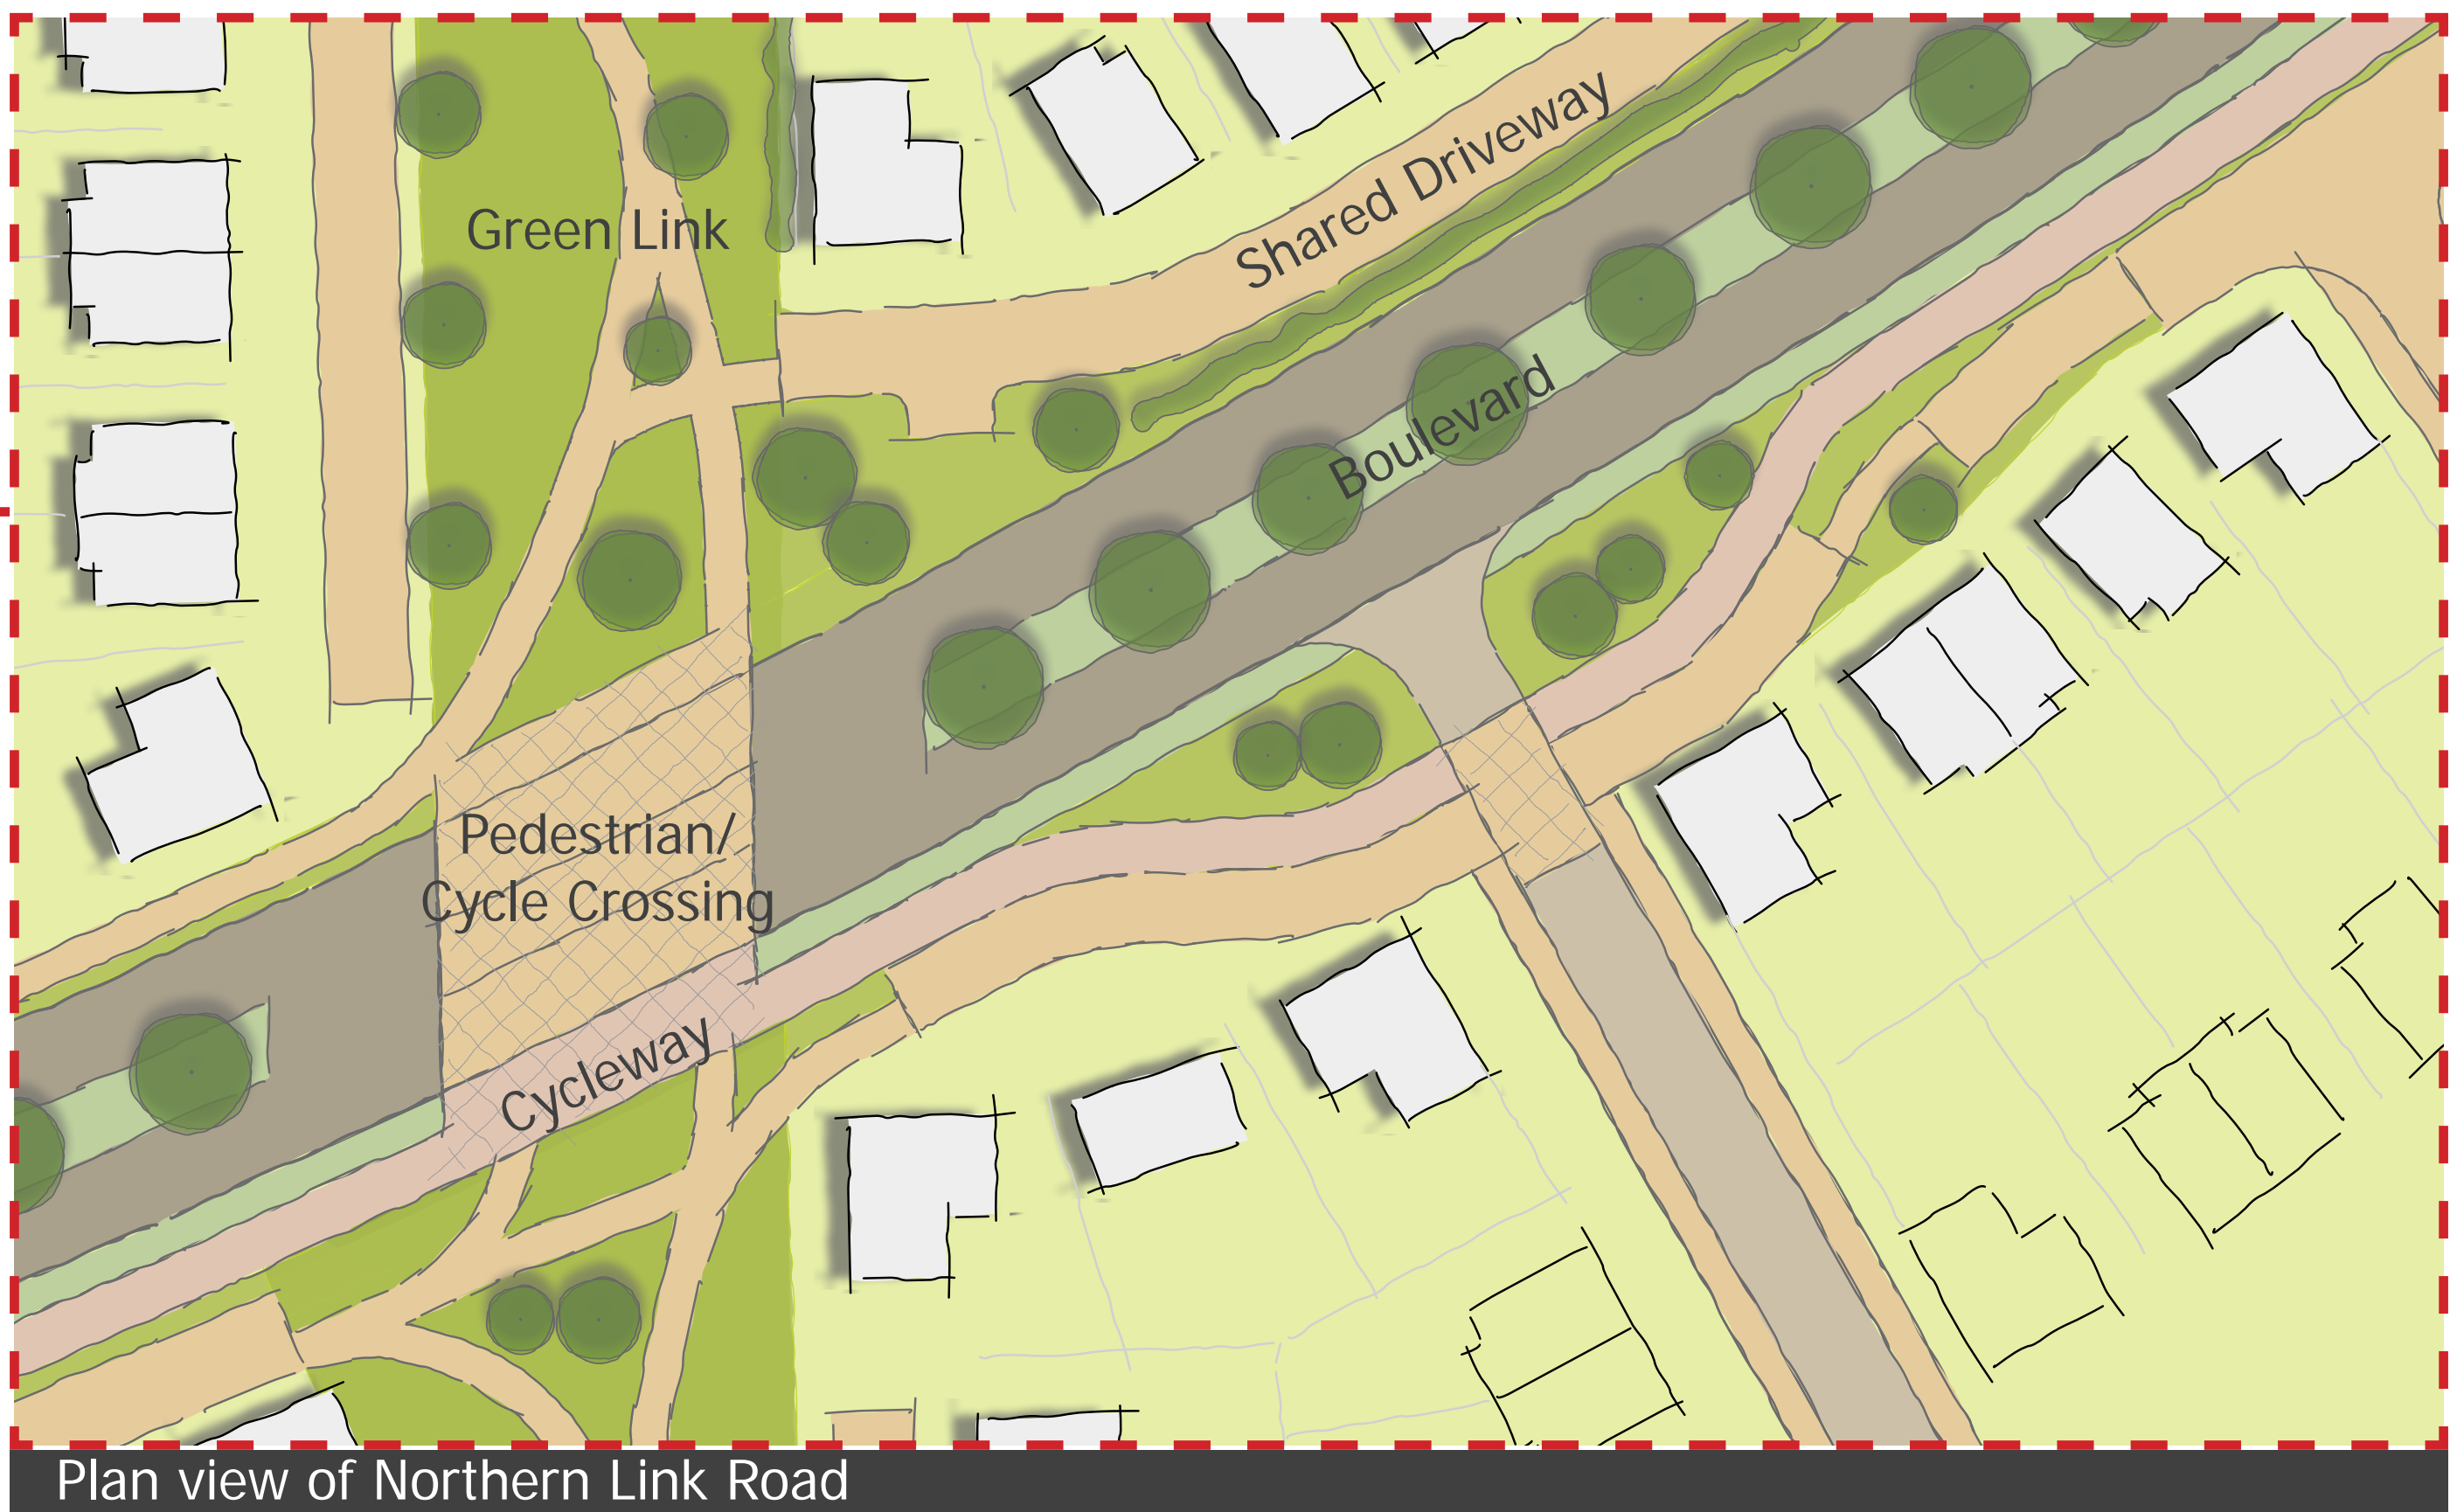 Green Link
Shared Driveway
Boulevard
Pedestrian/
Cycle Crossing
Cycleway
Plan view of Northern Link Road